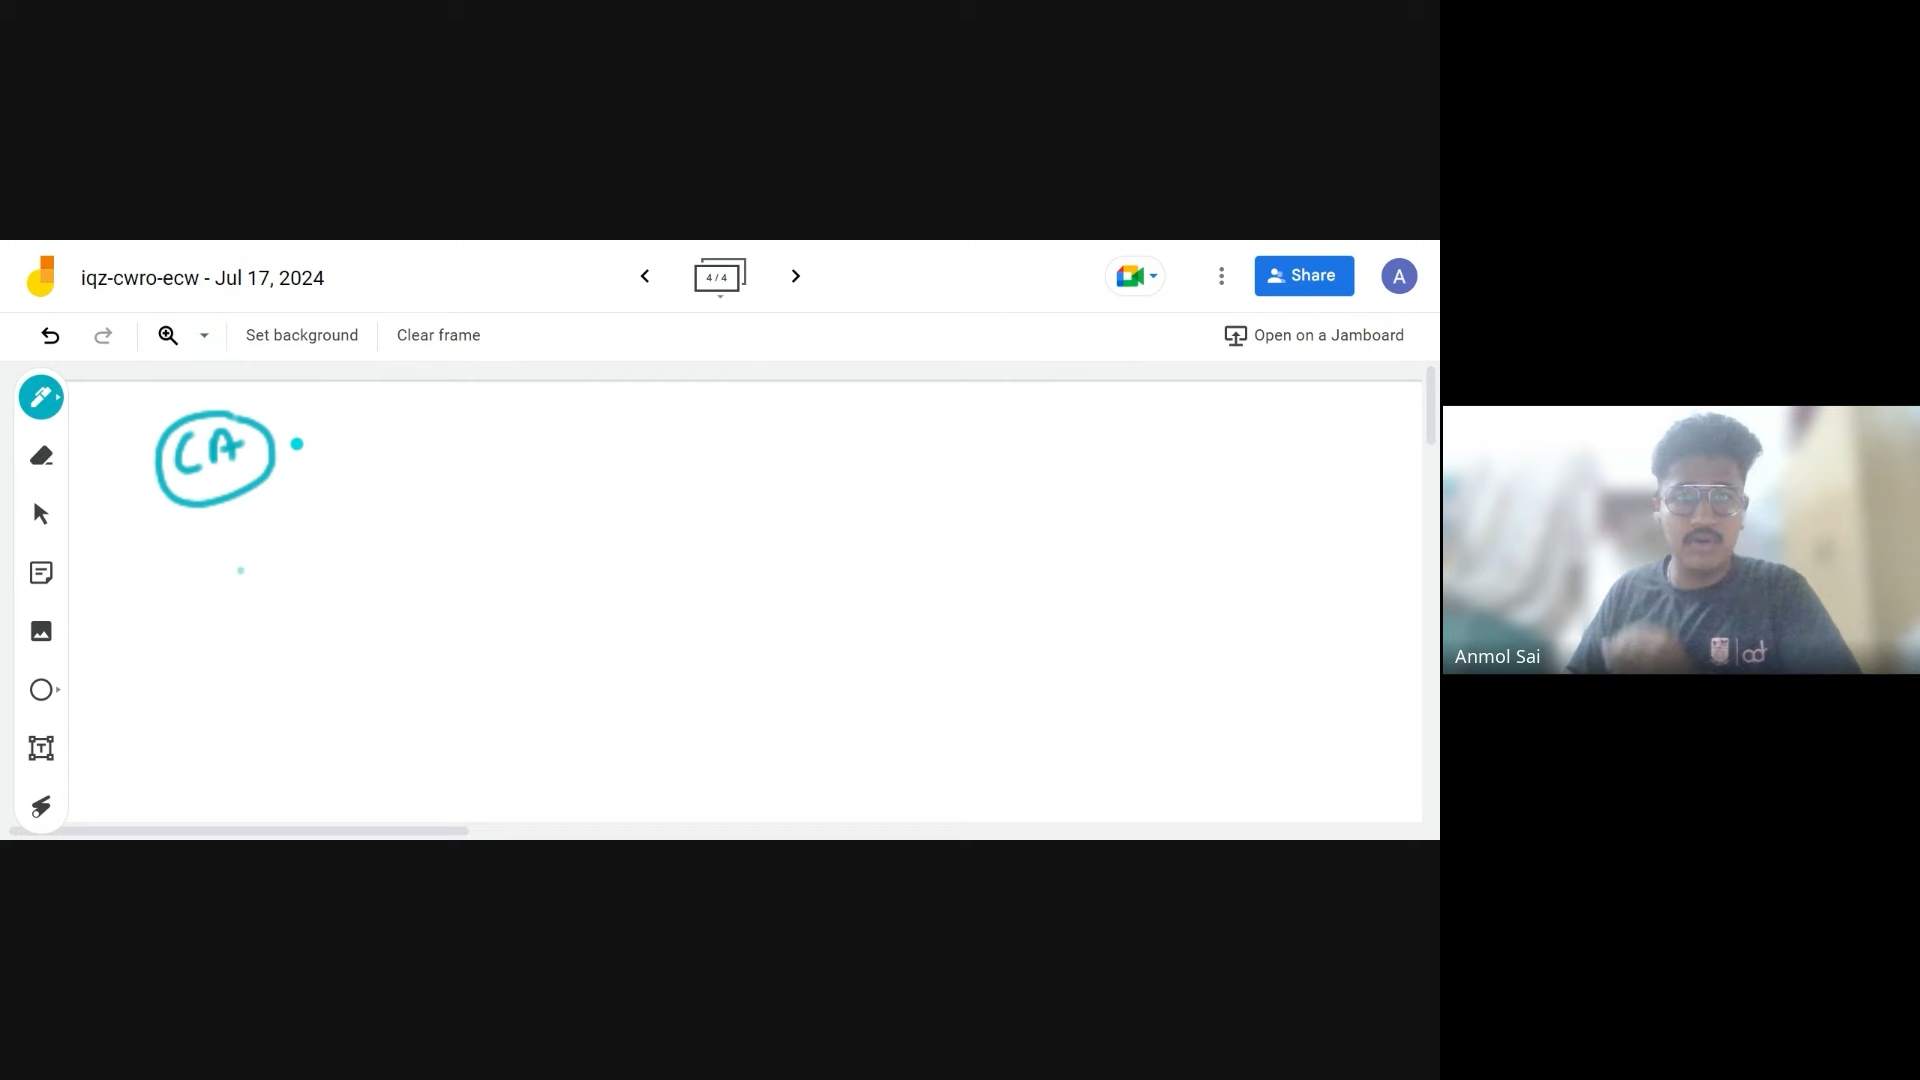 iqz-cwro-ecw - Jul 17, 2024
4 / 4
Share
A
Set background
Clear frame
Open on a Jamboard
CA
T
Anmol Sai